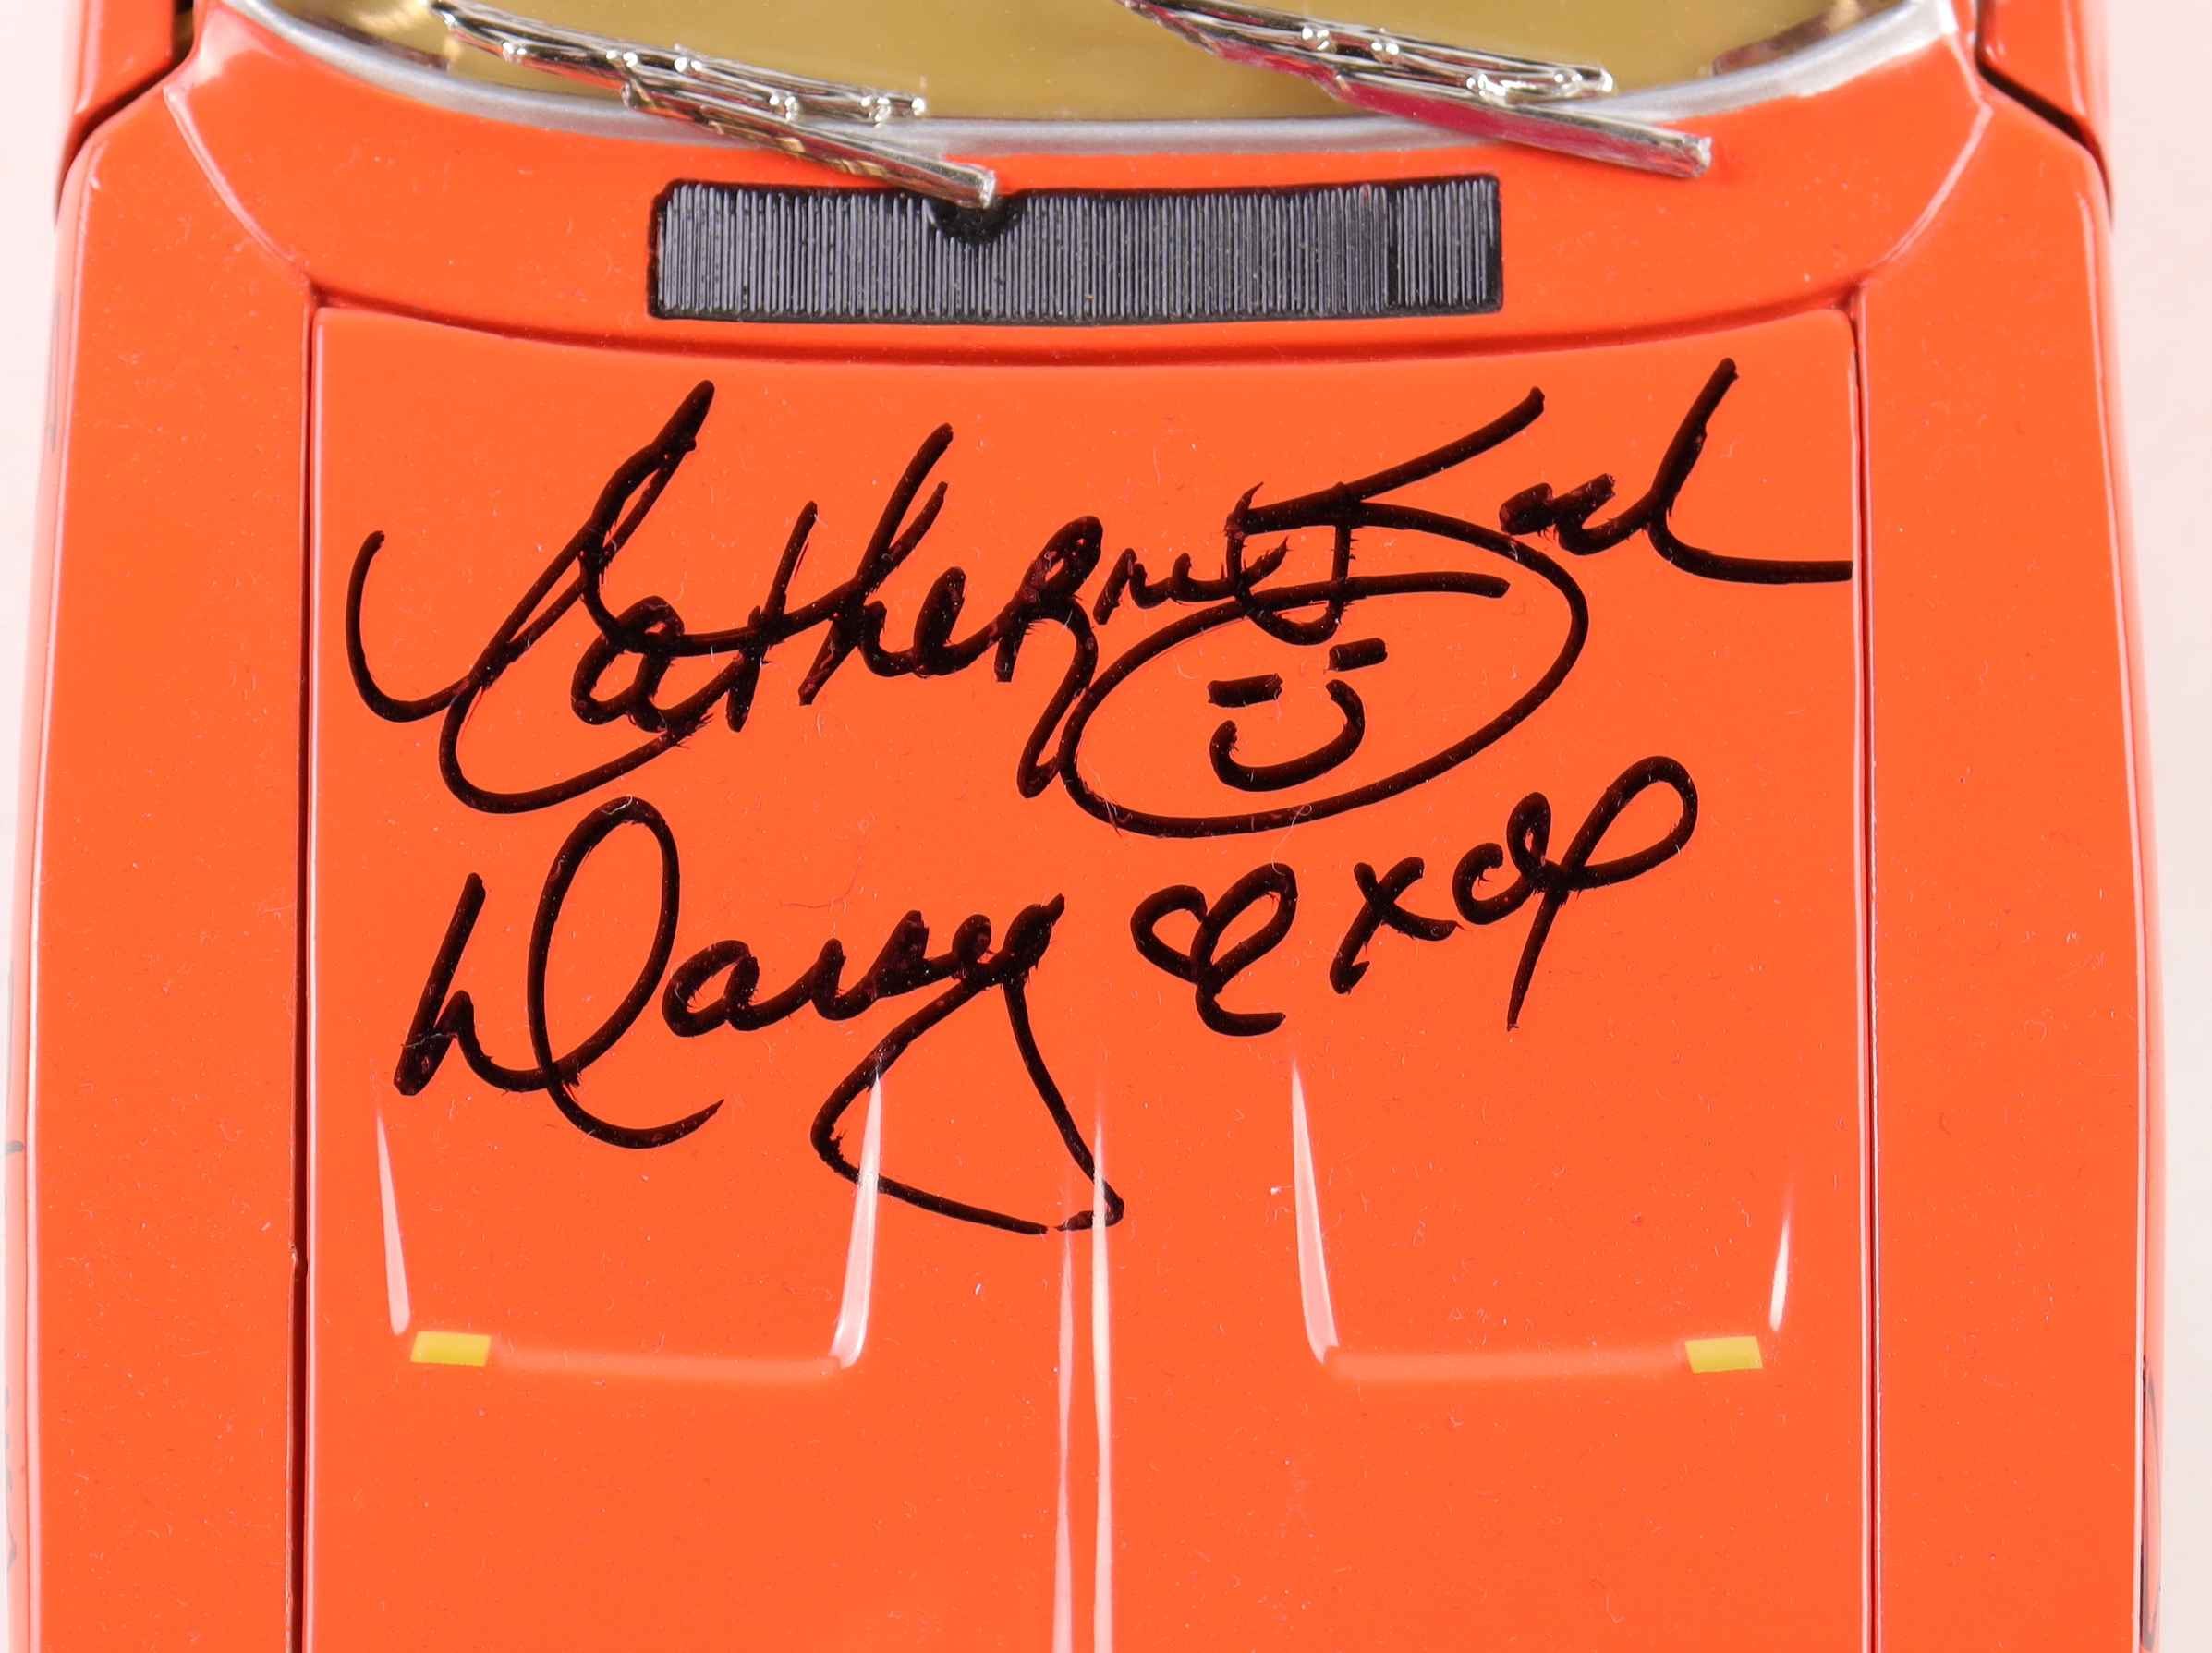 Catherine Bach
Daisy ♡ xo